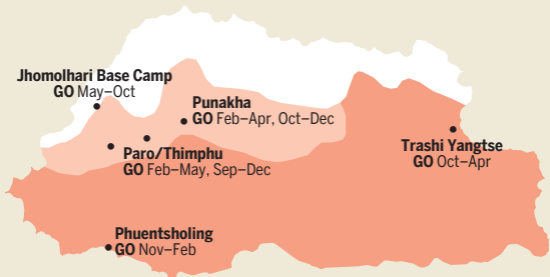 Jhomolhari Base Camp
GO May–Oct
Punakha
GO Feb–Apr, Oct–Dec
Paro/Thimphu
GO Feb–May, Sep–Dec
Trashi Yangtse
GO Oct–Apr
Phuentsholing
GO Nov–Feb